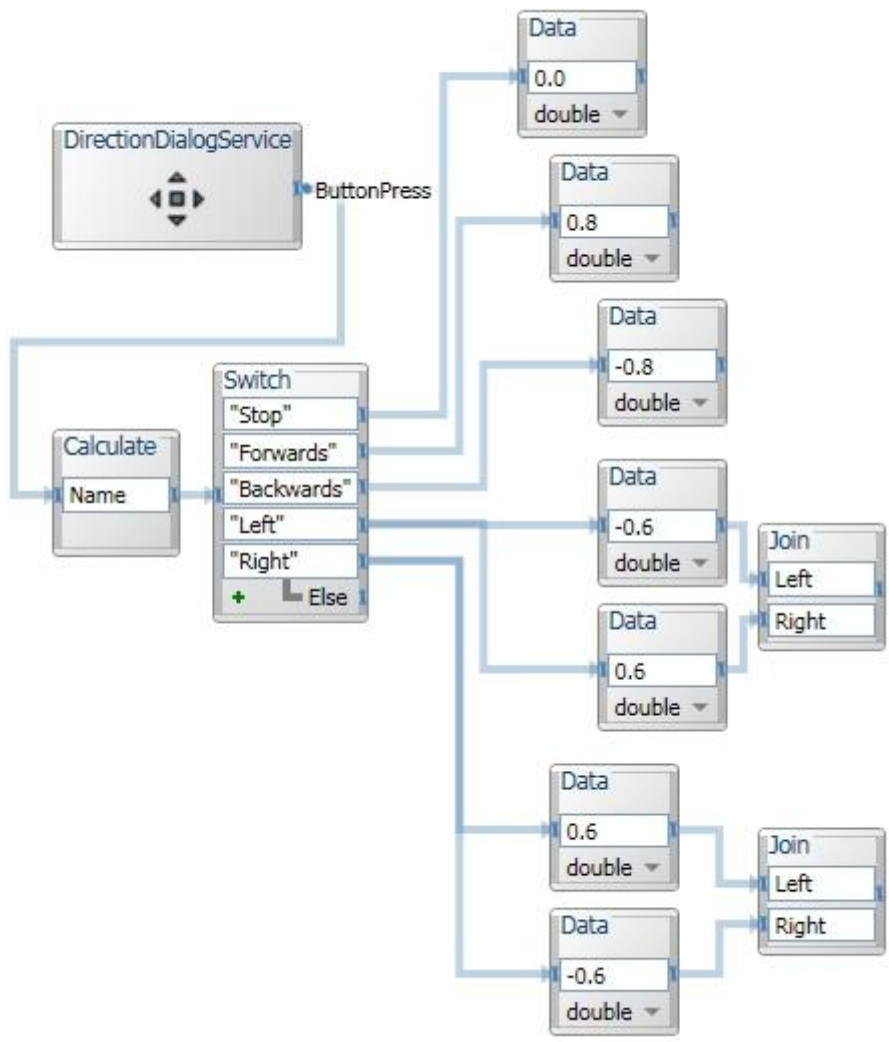 Data
0.0
double
DirectionDialogService
ButtonPress
Data
0.8
double
Data
-0.8
double
Switch
"Stop"
"Forwards"
"Backwards"
"Left"
"Right"
Else
Calculate
Name
Data
-0.6
double
Join
Left
Right
Data
0.6
double
Data
0.6
double
Join
Left
Right
Data
-0.6
double